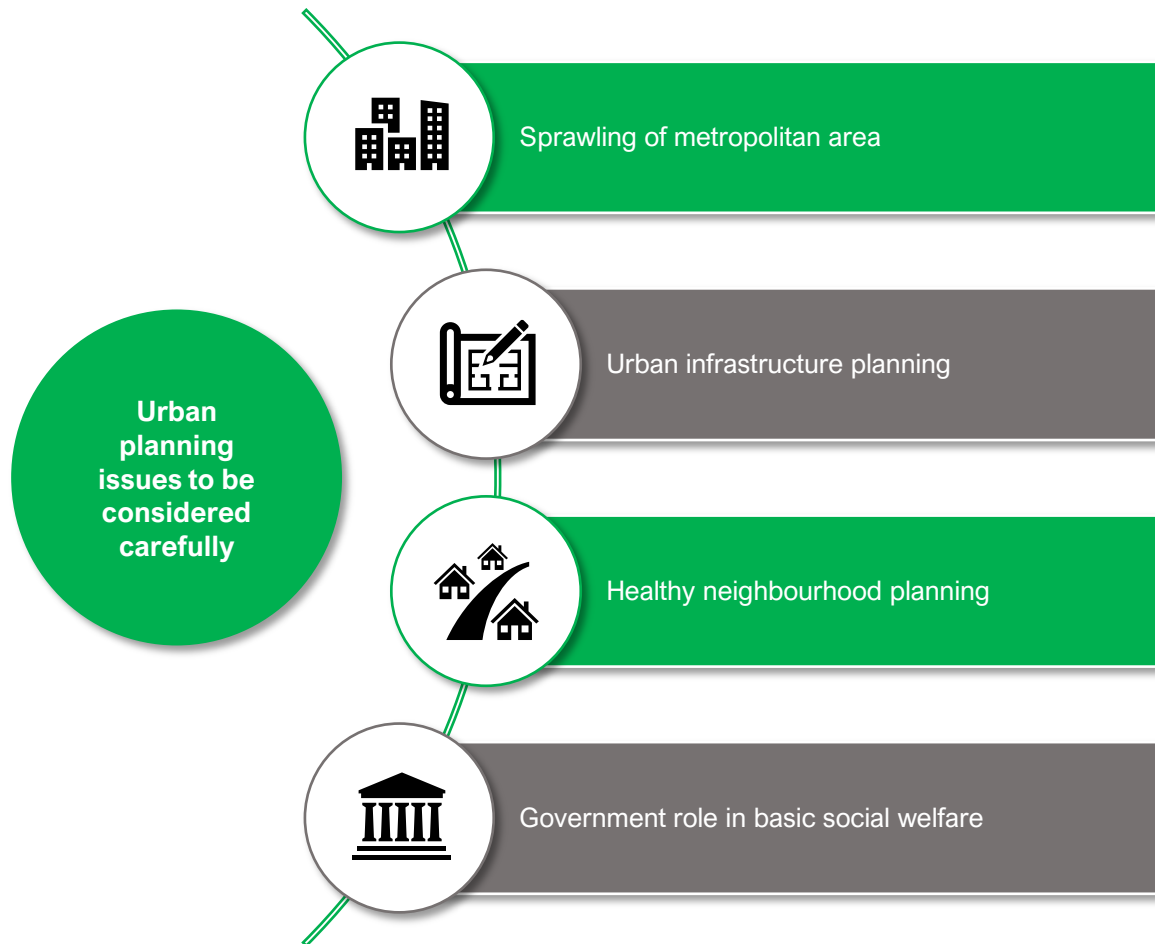 Sprawling of metropolitan area
Urban infrastructure planning
Urban
planning
issues to be
considered
carefully
Healthy neighbourhood planning
Government role in basic social welfare